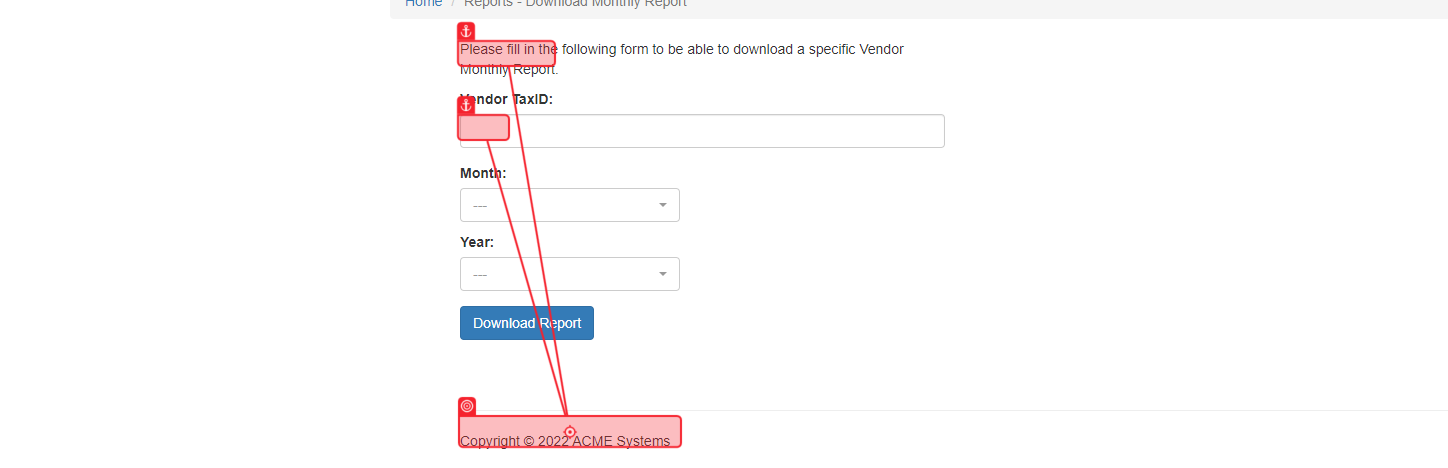 Home / Reports - Download Monthly Report
Please fill in the following form to be able to download a specific Vendor
Monthly Report.
Vendor TaxID:
Month:
---
Year:
---
Download Report
Copyright © 2022 ACME Systems